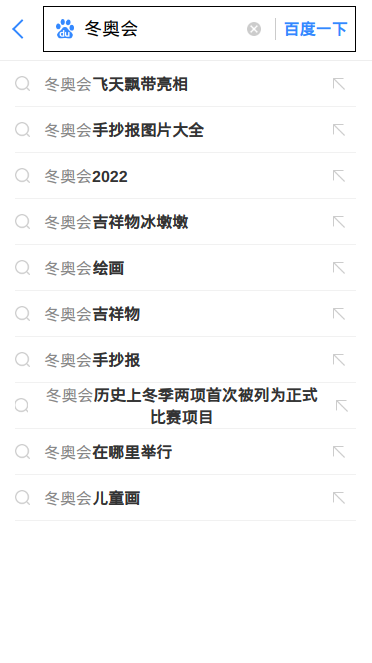 du 冬奥会 百度一下
冬奥会飞天飘带亮相
冬奥会手抄报图片大全
冬奥会2022
冬奥会吉祥物冰墩墩
冬奥会绘画
冬奥会吉祥物
冬奥会手抄报
冬奥会历史上冬季两项首次被列为正式
比赛项目
冬奥会在哪里举行
冬奥会儿童画